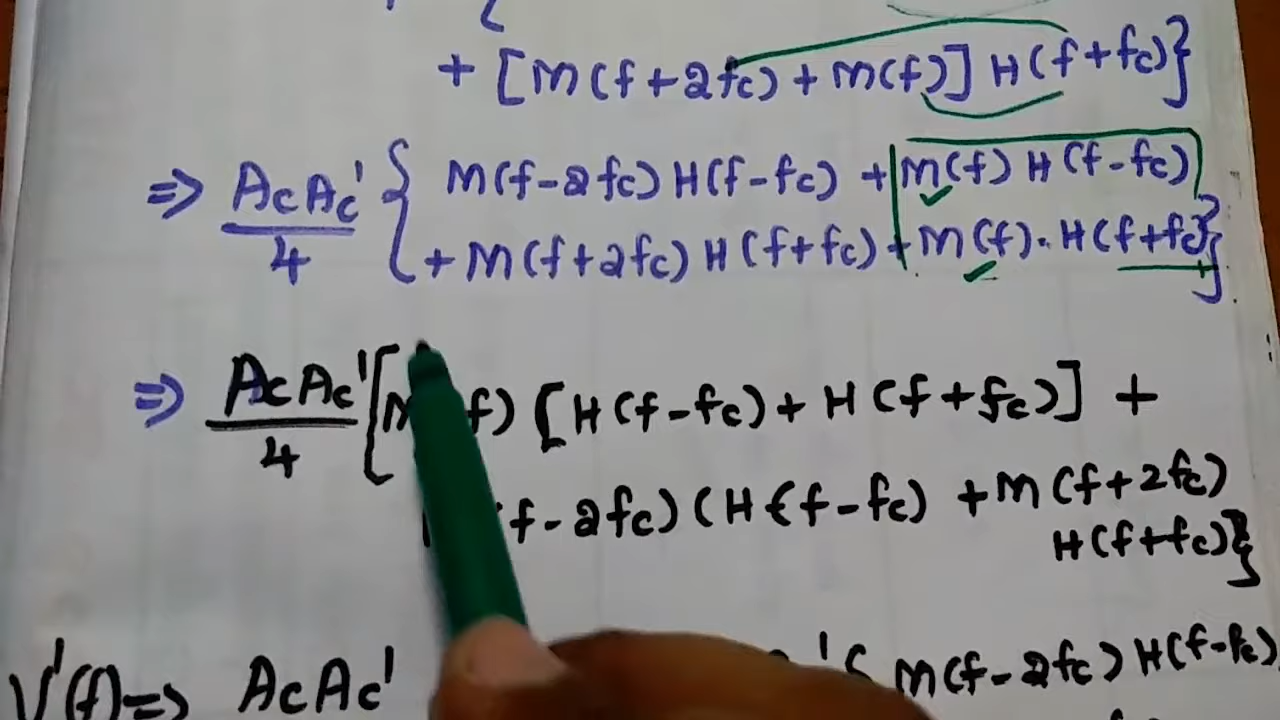 + [M(f+2fc) + M(f)] H(f+fc)}
⇒ AcAc'/4 { M(f-2fc) H(f-fc) + M(f) H(f-fc)
+ M(f+2fc) H(f+fc) + M(f). H(f+fc)}
⇒ AcAc'/4 [ f) [H(f-fc) + H(f+fc)] +
f-2fc) (H(f-fc) + M(f+2fc)
H(f+fc)}
V'(f) ⇒ AcAc' '{ M(f-2fc) H(f-fc)